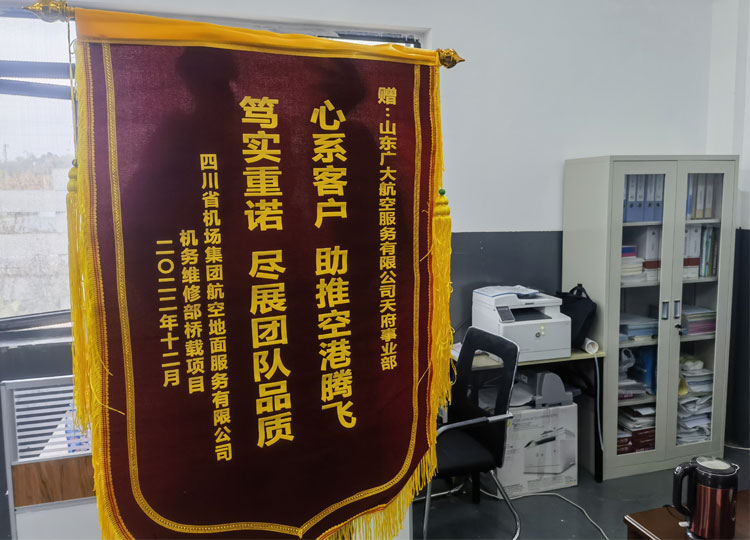 赠：山东广大航空服务有限公司天府事业部
心系客户 助推空港腾飞
笃实重诺 尽展团队品质
四川省机场集团航空地面服务有限公司
机务维修部桥载项目
二〇二二年十二月